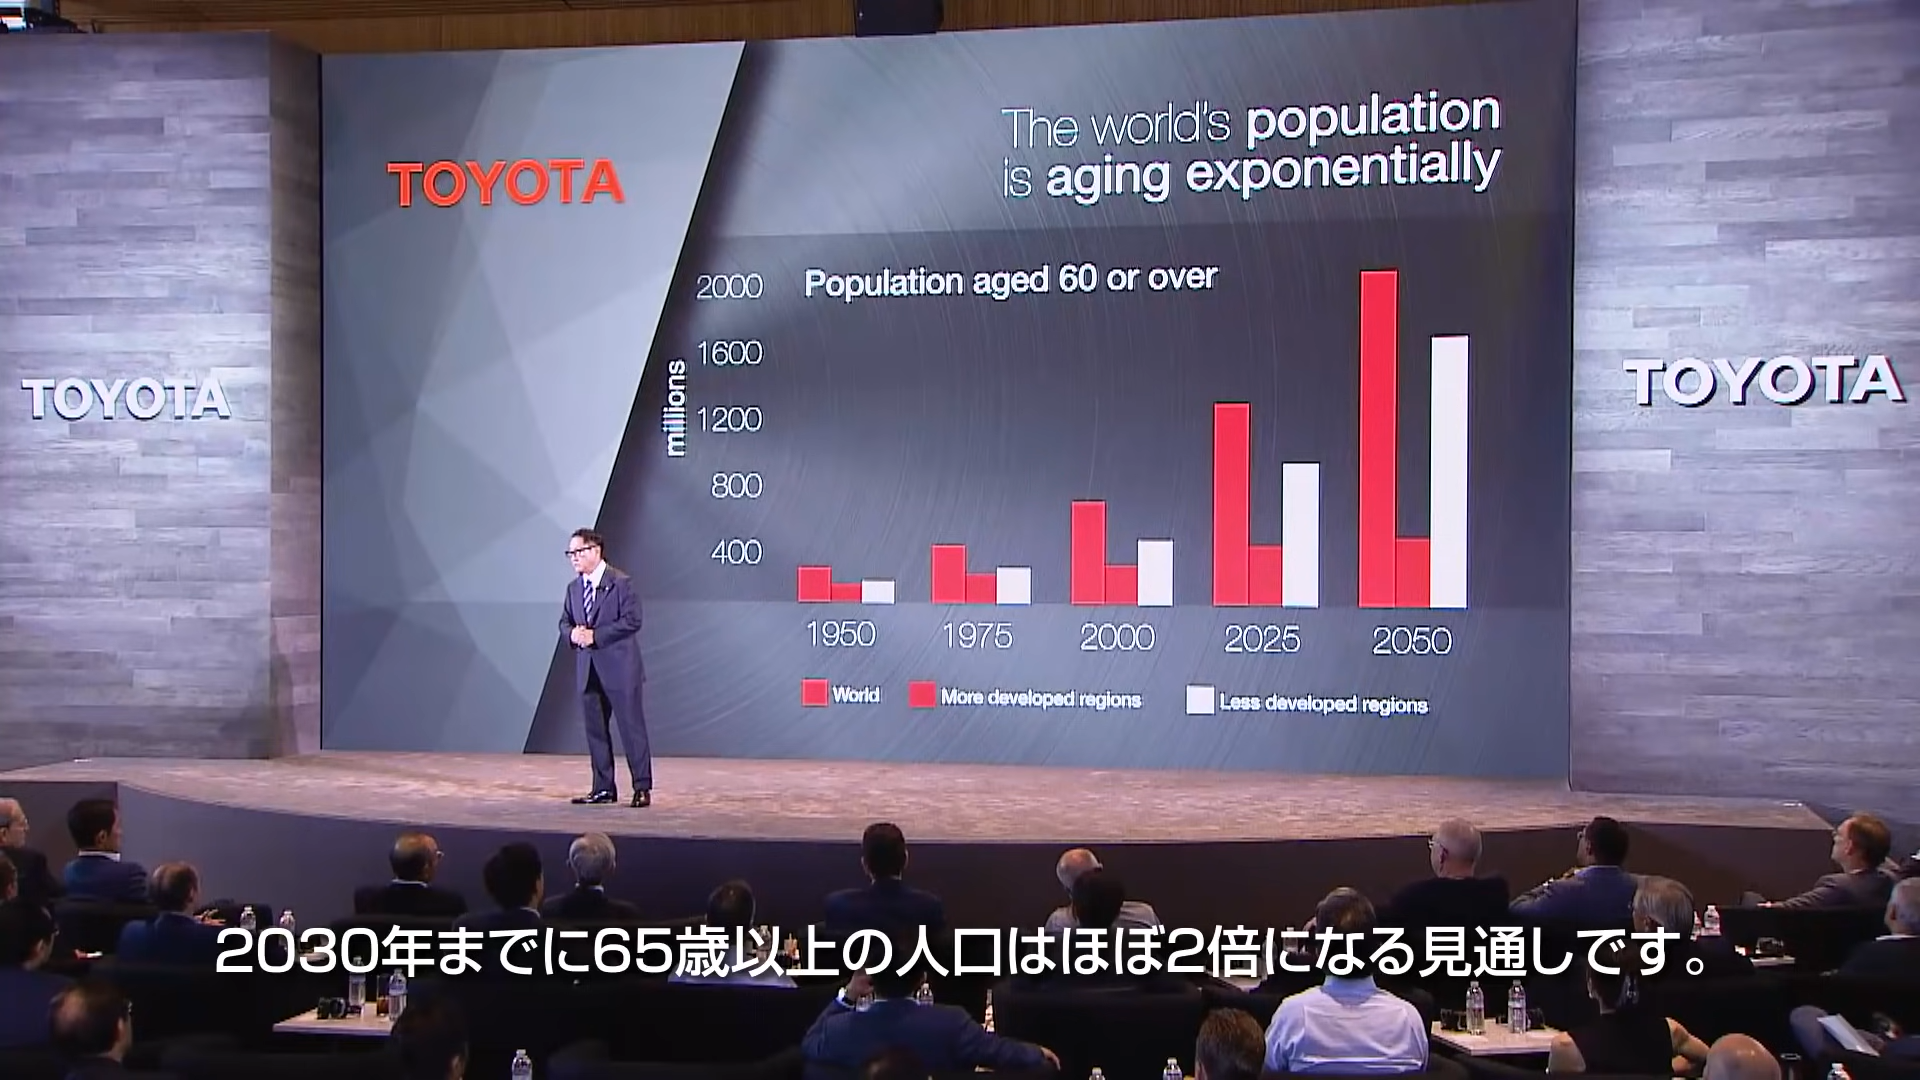 The world's population
is aging exponentially
TOYOTA
Population aged 60 or over
2000
1600
1200
800
400
millions
1950 1975 2000 2025 2050
World More developed regions Less developed regions
TOYOTA
TOYOTA
2030年までに65歳以上の人口はほぼ2倍になる見通しです。